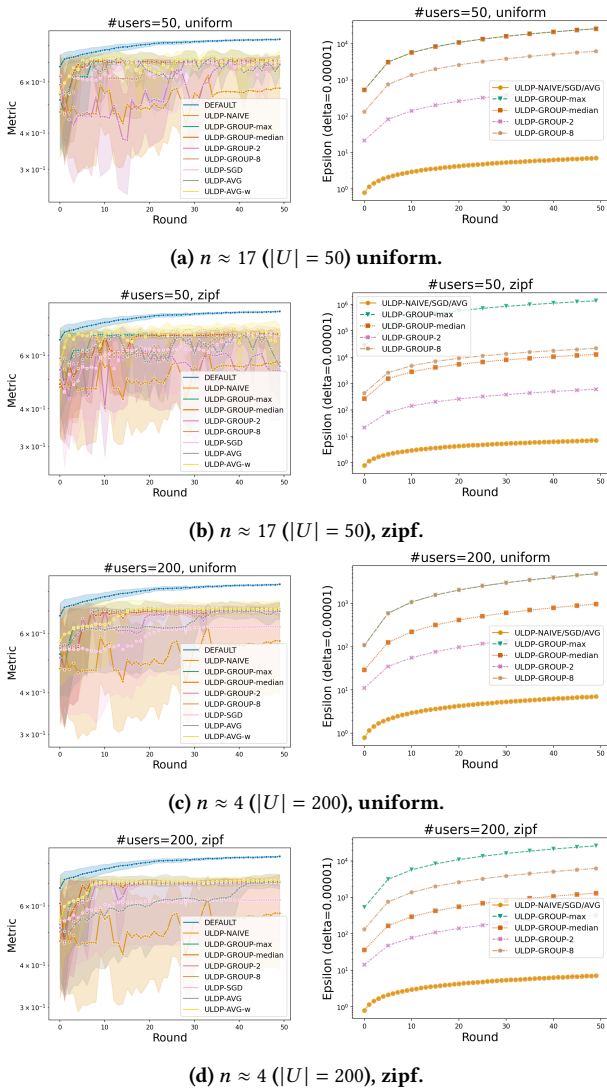 #users=50, uniform
6 × 10⁻¹
4 × 10⁻¹
3 × 10⁻¹
Metric
DEFAULT
ULDP-NAIVE
ULDP-GROUP-max
ULDP-GROUP-median
ULDP-GROUP-2
ULDP-GROUP-8
ULDP-SGD
ULDP-AVG
ULDP-AVG-w
0 10 20 30 40 50
Round
#users=50, uniform
10⁴
10³
10²
10¹
10⁰
Epsilon (delta=0.00001)
ULDP-NAIVE/SGD/AVG
ULDP-GROUP-max
ULDP-GROUP-median
ULDP-GROUP-2
ULDP-GROUP-8
0 10 20 30 40 50
Round
(a) n ≈ 17 (|U| = 50) uniform.
#users=50, zipf
6 × 10⁻¹
4 × 10⁻¹
3 × 10⁻¹
Metric
DEFAULT
ULDP-NAIVE
ULDP-GROUP-max
ULDP-GROUP-median
ULDP-GROUP-2
ULDP-GROUP-8
ULDP-SGD
ULDP-AVG
ULDP-AVG-w
0 10 20 30 40 50
Round
#users=50, zipf
10⁶
10⁵
10⁴
10³
10²
10¹
10⁰
Epsilon (delta=0.00001)
ULDP-NAIVE/SGD/AVG
ULDP-GROUP-max
ULDP-GROUP-median
ULDP-GROUP-2
ULDP-GROUP-8
0 10 20 30 40 50
Round
(b) n ≈ 17 (|U| = 50), zipf.
#users=200, uniform
6 × 10⁻¹
4 × 10⁻¹
3 × 10⁻¹
Metric
DEFAULT
ULDP-NAIVE
ULDP-GROUP-max
ULDP-GROUP-median
ULDP-GROUP-2
ULDP-GROUP-8
ULDP-SGD
ULDP-AVG
ULDP-AVG-w
0 10 20 30 40 50
Round
#users=200, uniform
10³
10²
10¹
10⁰
Epsilon (delta=0.00001)
ULDP-NAIVE/SGD/AVG
ULDP-GROUP-max
ULDP-GROUP-median
ULDP-GROUP-2
ULDP-GROUP-8
0 10 20 30 40 50
Round
(c) n ≈ 4 (|U| = 200), uniform.
#users=200, zipf
6 × 10⁻¹
4 × 10⁻¹
3 × 10⁻¹
Metric
DEFAULT
ULDP-NAIVE
ULDP-GROUP-max
ULDP-GROUP-median
ULDP-GROUP-2
ULDP-GROUP-8
ULDP-SGD
ULDP-AVG
ULDP-AVG-w
0 10 20 30 40 50
Round
#users=200, zipf
10⁴
10³
10²
10¹
10⁰
Epsilon (delta=0.00001)
ULDP-NAIVE/SGD/AVG
ULDP-GROUP-max
ULDP-GROUP-median
ULDP-GROUP-2
ULDP-GROUP-8
0 10 20 30 40 50
Round
(d) n ≈ 4 (|U| = 200), zipf.